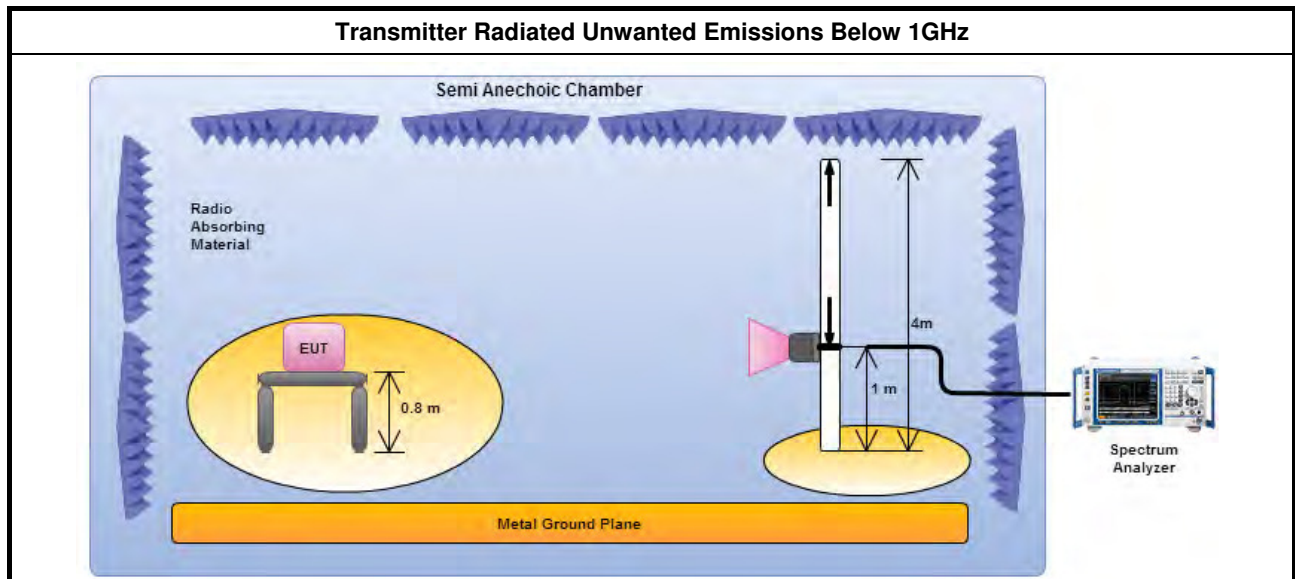 Transmitter Radiated Unwanted Emissions Below 1GHz
Semi Anechoic Chamber
Radio
Absorbing
Material
EUT
0.8 m
4m
1 m
Spectrum
Analyzer
Metal Ground Plane